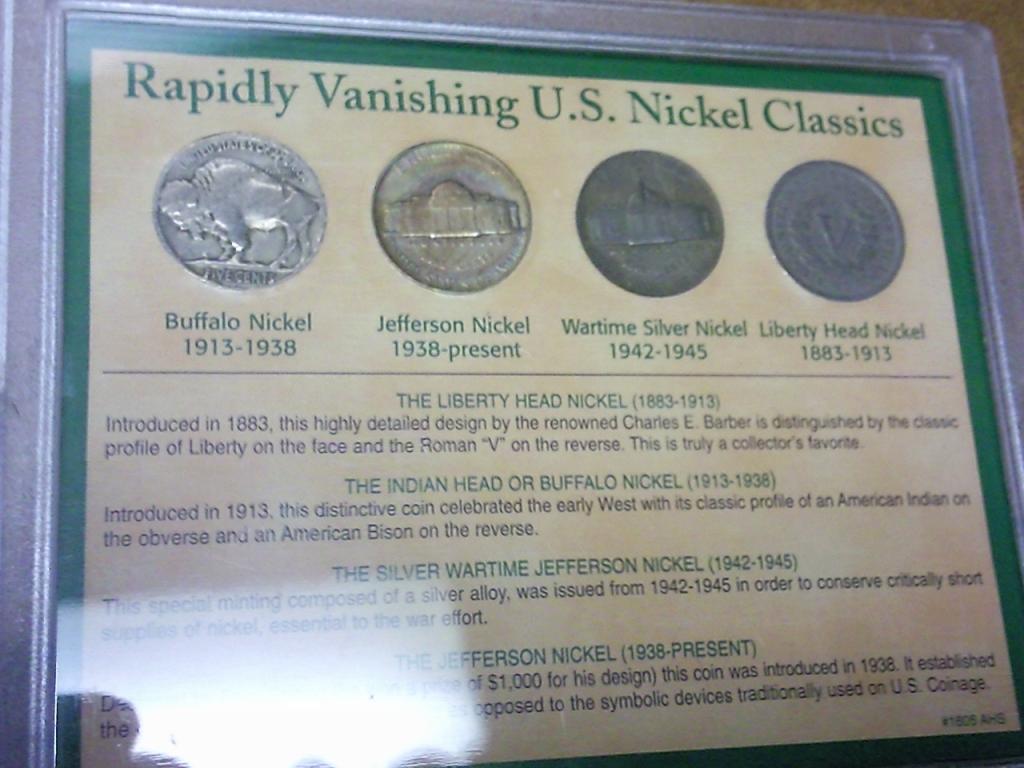 Rapidly Vanishing U.S. Nickel Classics
FIVE CENTS
V
Buffalo Nickel
1913-1938
Jefferson Nickel
1938-present
Wartime Silver Nickel
1942-1945
Liberty Head Nickel
1883-1913
THE LIBERTY HEAD NICKEL (1883-1913)
Introduced in 1883, this highly detailed design by the renowned Charles E. Barber is distinguished by the classic
profile of Liberty on the face and the Roman "V" on the reverse. This is truly a collector's favorite.
THE INDIAN HEAD OR BUFFALO NICKEL (1913-1938)
Introduced in 1913, this distinctive coin celebrated the early West with its classic profile of an American Indian on
the obverse and an American Bison on the reverse.
THE SILVER WARTIME JEFFERSON NICKEL (1942-1945)
This special minting composed of a silver alloy, was issued from 1942-1945 in order to conserve critically short
supplies of nickel, essential to the war effort.
THE JEFFERSON NICKEL (1938-PRESENT)
prize of $1,000 for his design) this coin was introduced in 1938. It established
the opposed to the symbolic devices traditionally used on U.S. Coinage.
#1606 AHS